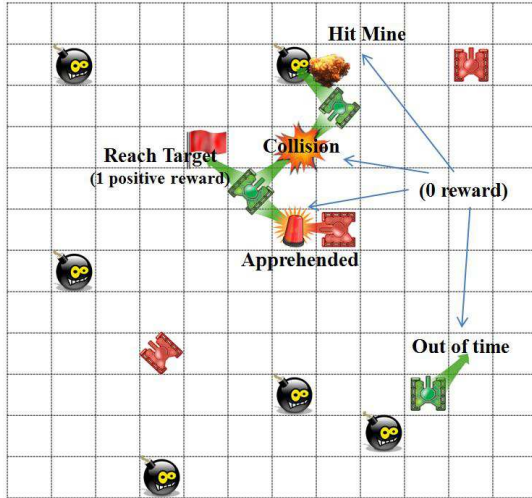 Hit Mine
Collision
Reach Target
(1 positive reward)
(0 reward)
Apprehended
Out of time